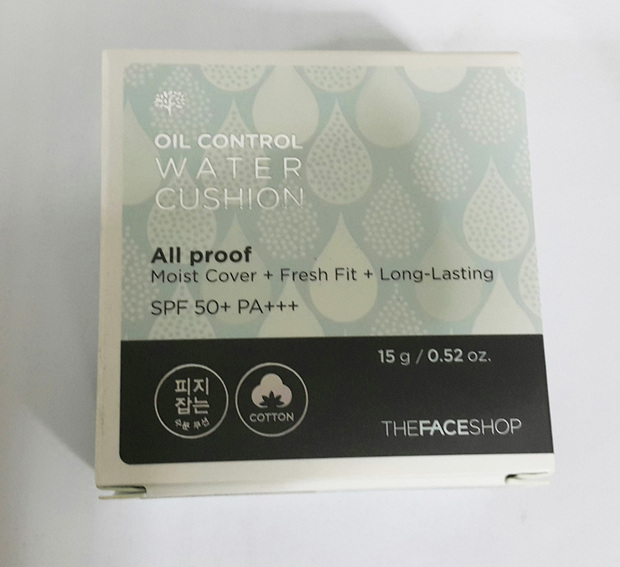 OIL CONTROL
WATER
CUSHION
All proof
Moist Cover + Fresh Fit + Long-Lasting
SPF 50+ PA+++
15 g / 0.52 oz.
피지
잡는
COTTON
THEFACESHOP